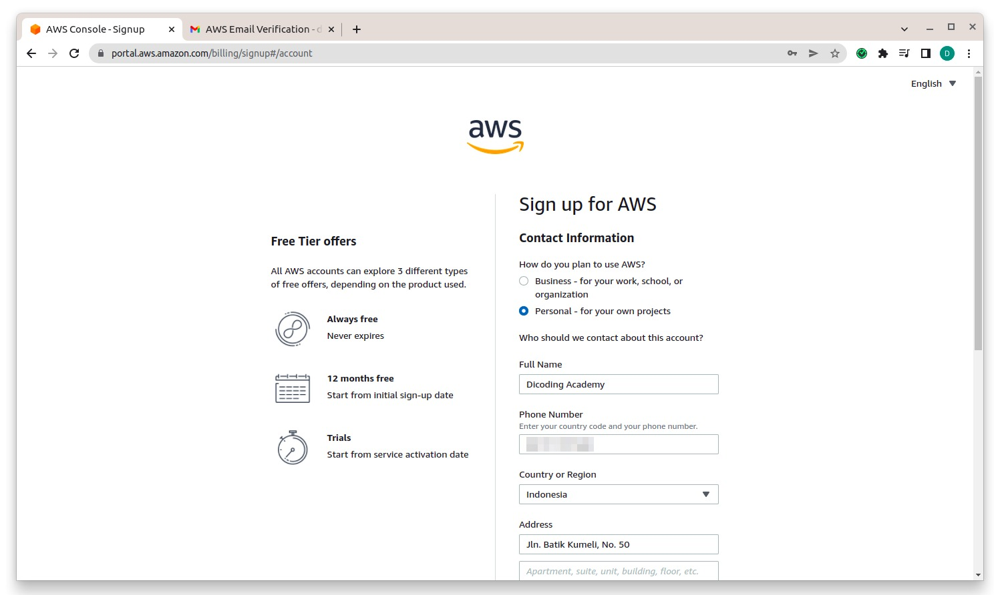 AWS Console - Signup
AWS Email Verification - d
portal.aws.amazon.com/billing/signup#/account
D
English
aws
Free Tier offers
All AWS accounts can explore 3 different types
of free offers, depending on the product used.
Always free
Never expires
12 months free
Start from initial sign-up date
Trials
Start from service activation date
Sign up for AWS
Contact Information
How do you plan to use AWS?
Business - for your work, school, or
organization
Personal - for your own projects
Who should we contact about this account?
Full Name
Dicoding Academy
Phone Number
Enter your country code and your phone number.
Country or Region
Indonesia
Address
Jln. Batik Kumeli, No. 50
Apartment, suite, unit, building, floor, etc.